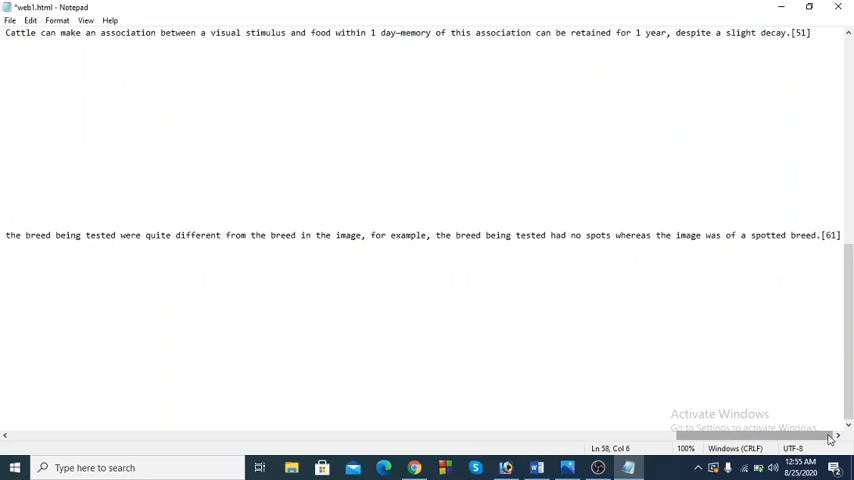 *web1.html - Notepad
File Edit Format View Help
Cattle can make an association between a visual stimulus and food within 1 day—memory of this association can be retained for 1 year, despite a slight decay.[51]
the breed being tested were quite different from the breed in the image, for example, the breed being tested had no spots whereas the image was of a spotted breed.[61]
Activate Windows
Go to Settings to activate Windows.
Ln 58, Col 6 100% Windows (CRLF) UTF-8
Type here to search
12:55 AM
8/25/2020
2